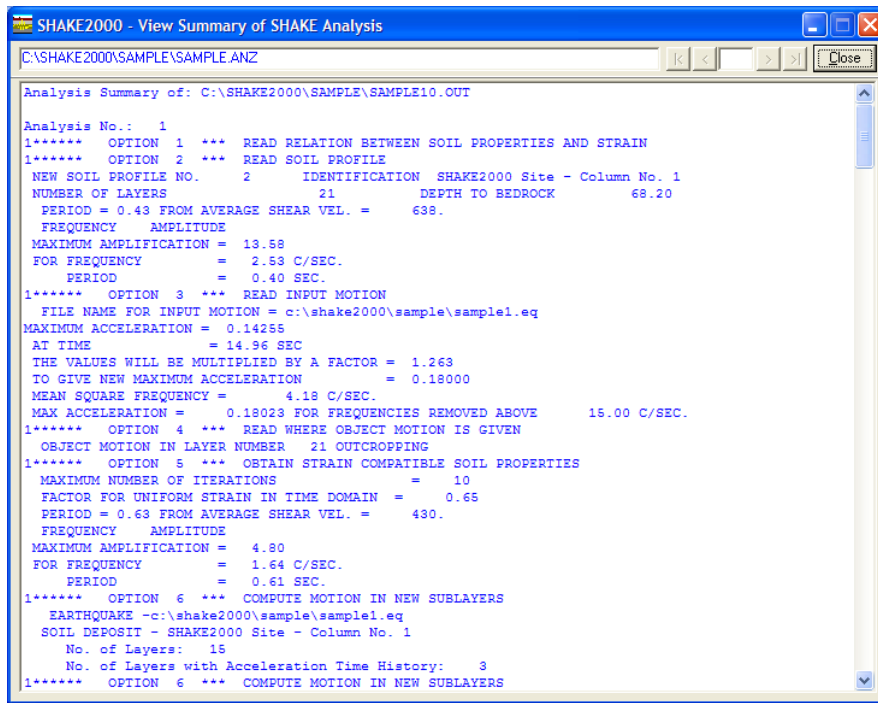 SHAKE2000 - View Summary of SHAKE Analysis
C:\SHAKE2000\SAMPLE\SAMPLE.ANZ
Close
Analysis Summary of: C:\SHAKE2000\SAMPLE\SAMPLE10.OUT
Analysis No.: 1
1****** OPTION 1 *** READ RELATION BETWEEN SOIL PROPERTIES AND STRAIN
1****** OPTION 2 *** READ SOIL PROFILE
NEW SOIL PROFILE NO. 2 IDENTIFICATION SHAKE2000 Site - Column No. 1
NUMBER OF LAYERS 21 DEPTH TO BEDROCK 68.20
PERIOD = 0.43 FROM AVERAGE SHEAR VEL. = 638.
FREQUENCY AMPLITUDE
MAXIMUM AMPLIFICATION = 13.58
FOR FREQUENCY = 2.53 C/SEC.
PERIOD = 0.40 SEC.
1****** OPTION 3 *** READ INPUT MOTION
FILE NAME FOR INPUT MOTION = c:\shake2000\sample\sample1.eq
MAXIMUM ACCELERATION = 0.14255
AT TIME = 14.96 SEC
THE VALUES WILL BE MULTIPLIED BY A FACTOR = 1.263
TO GIVE NEW MAXIMUM ACCELERATION = 0.18000
MEAN SQUARE FREQUENCY = 4.18 C/SEC.
MAX ACCELERATION = 0.18023 FOR FREQUENCIES REMOVED ABOVE 15.00 C/SEC.
1****** OPTION 4 *** READ WHERE OBJECT MOTION IS GIVEN
OBJECT MOTION IN LAYER NUMBER 21 OUTCROPPING
1****** OPTION 5 *** OBTAIN STRAIN COMPATIBLE SOIL PROPERTIES
MAXIMUM NUMBER OF ITERATIONS = 10
FACTOR FOR UNIFORM STRAIN IN TIME DOMAIN = 0.65
PERIOD = 0.63 FROM AVERAGE SHEAR VEL. = 430.
FREQUENCY AMPLITUDE
MAXIMUM AMPLIFICATION = 4.80
FOR FREQUENCY = 1.64 C/SEC.
PERIOD = 0.61 SEC.
1****** OPTION 6 *** COMPUTE MOTION IN NEW SUBLAYERS
EARTHQUAKE -c:\shake2000\sample\sample1.eq
SOIL DEPOSIT - SHAKE2000 Site - Column No. 1
No. of Layers: 15
No. of Layers with Acceleration Time History: 3
1****** OPTION 6 *** COMPUTE MOTION IN NEW SUBLAYERS